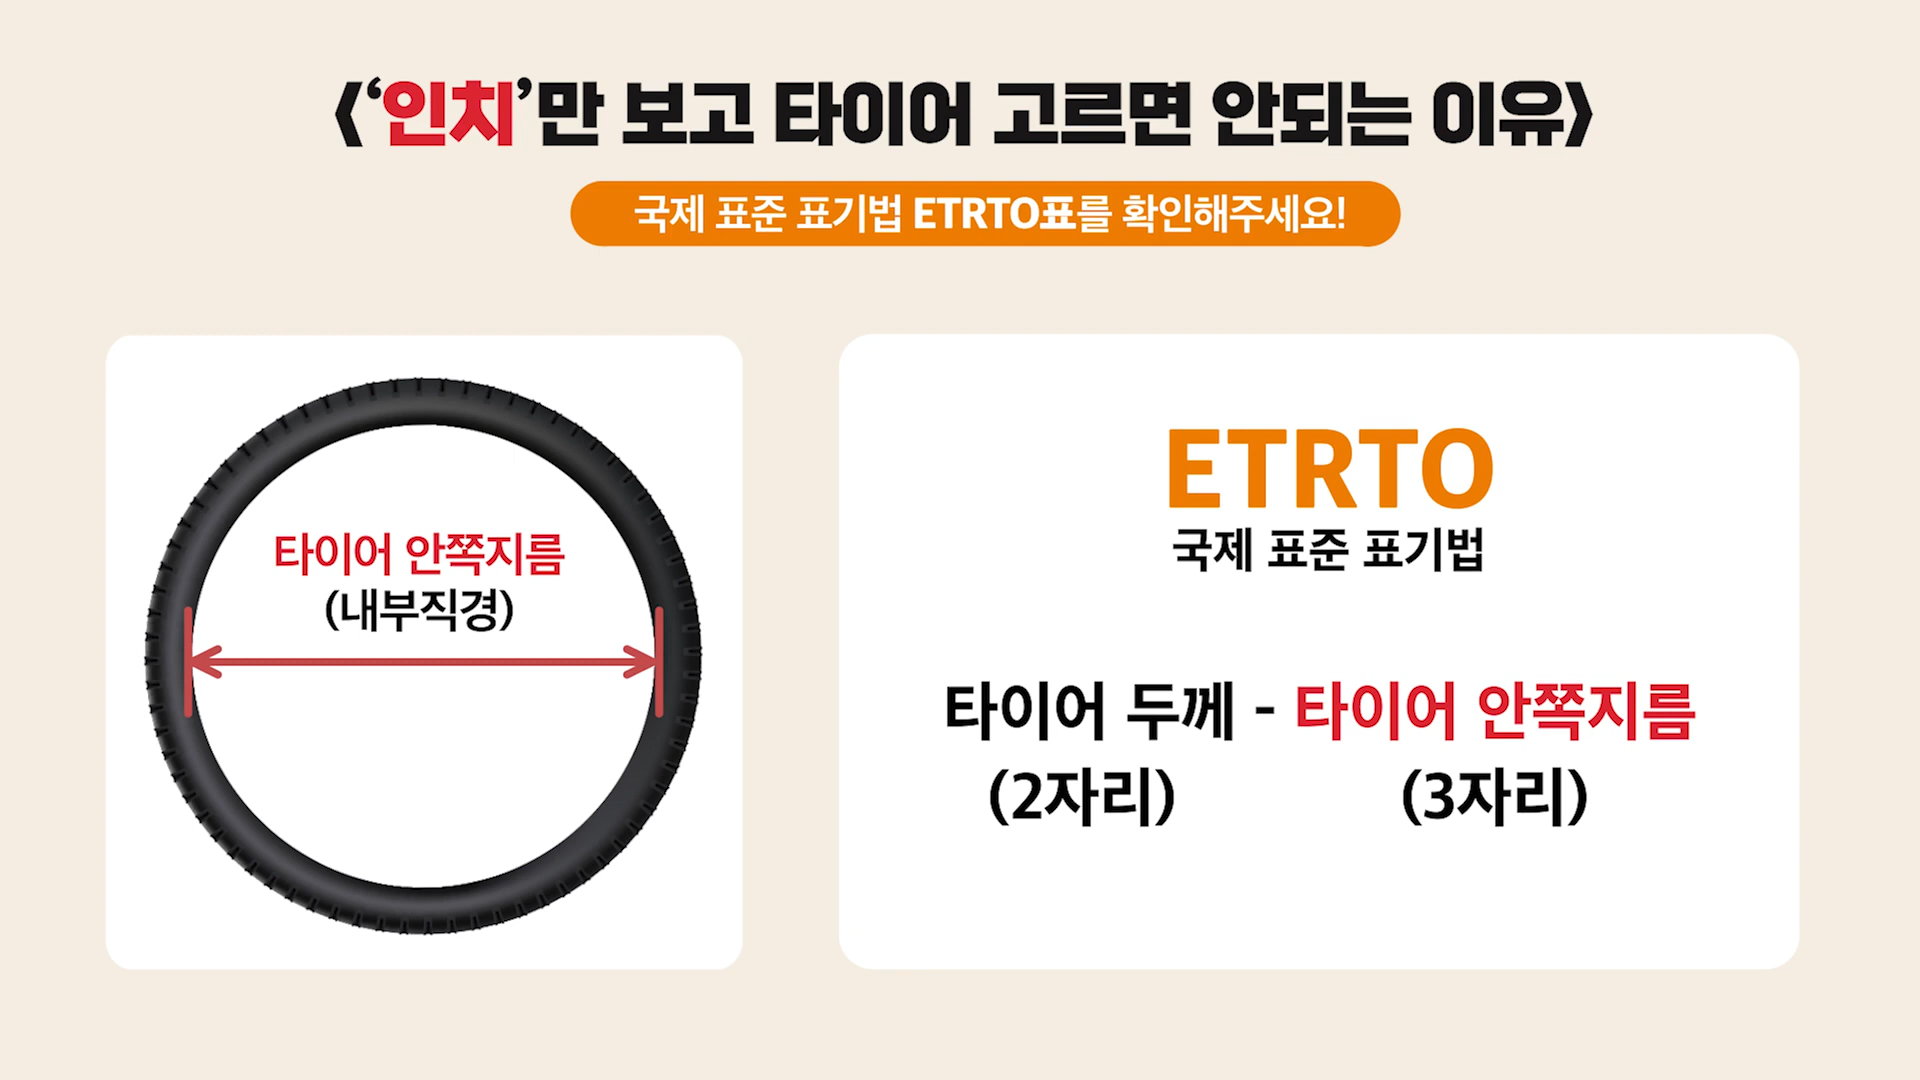 〈‘인치’만 보고 타이어 고르면 안되는 이유〉
국제 표준 표기법 ETRTO표를 확인해주세요!
타이어 안쪽지름
(내부직경)
ETRTO
국제 표준 표기법
타이어 두께 - 타이어 안쪽지름
(2자리) (3자리)